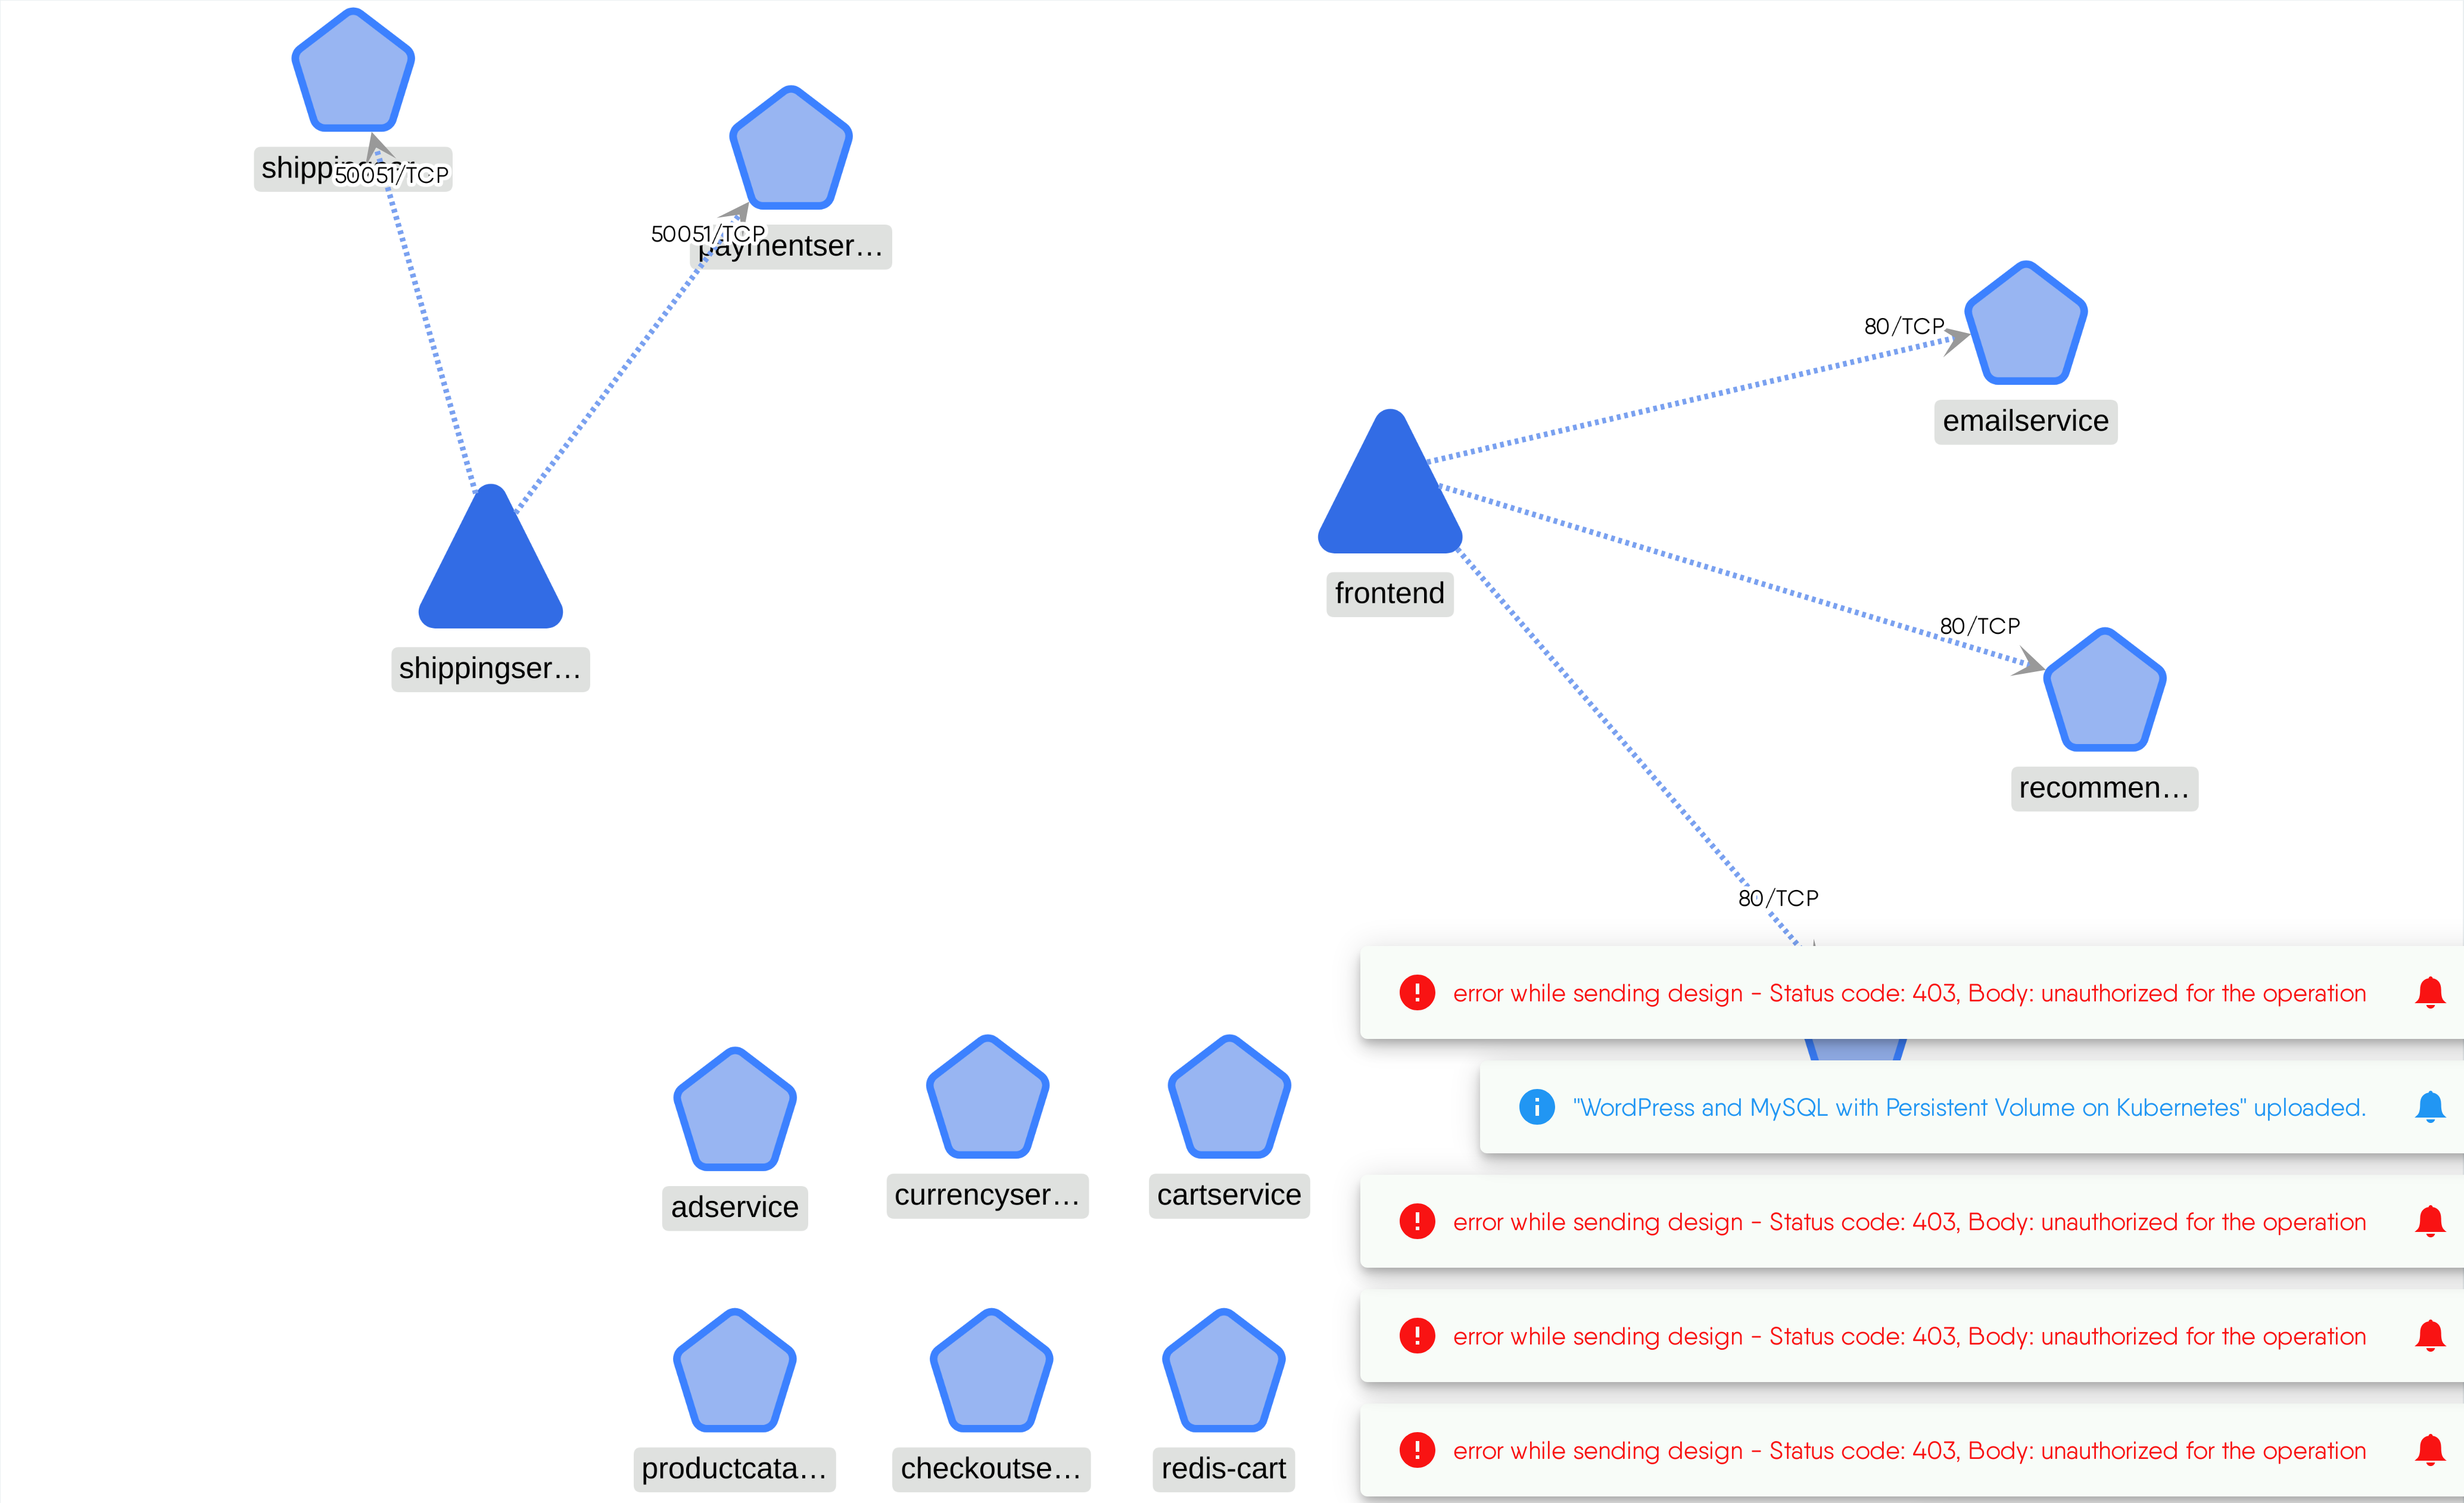 50051/TCP
50051/TCP
paymentser…
80/TCP
emailservice
frontend
shippingser…
80/TCP
recommen…
80/TCP
error while sending design - Status code: 403, Body: unauthorized for the operation
"WordPress and MySQL with Persistent Volume on Kubernetes" uploaded.
adservice
currencyser…
cartservice
error while sending design - Status code: 403, Body: unauthorized for the operation
error while sending design - Status code: 403, Body: unauthorized for the operation
productcata…
checkoutse…
redis-cart
error while sending design - Status code: 403, Body: unauthorized for the operation